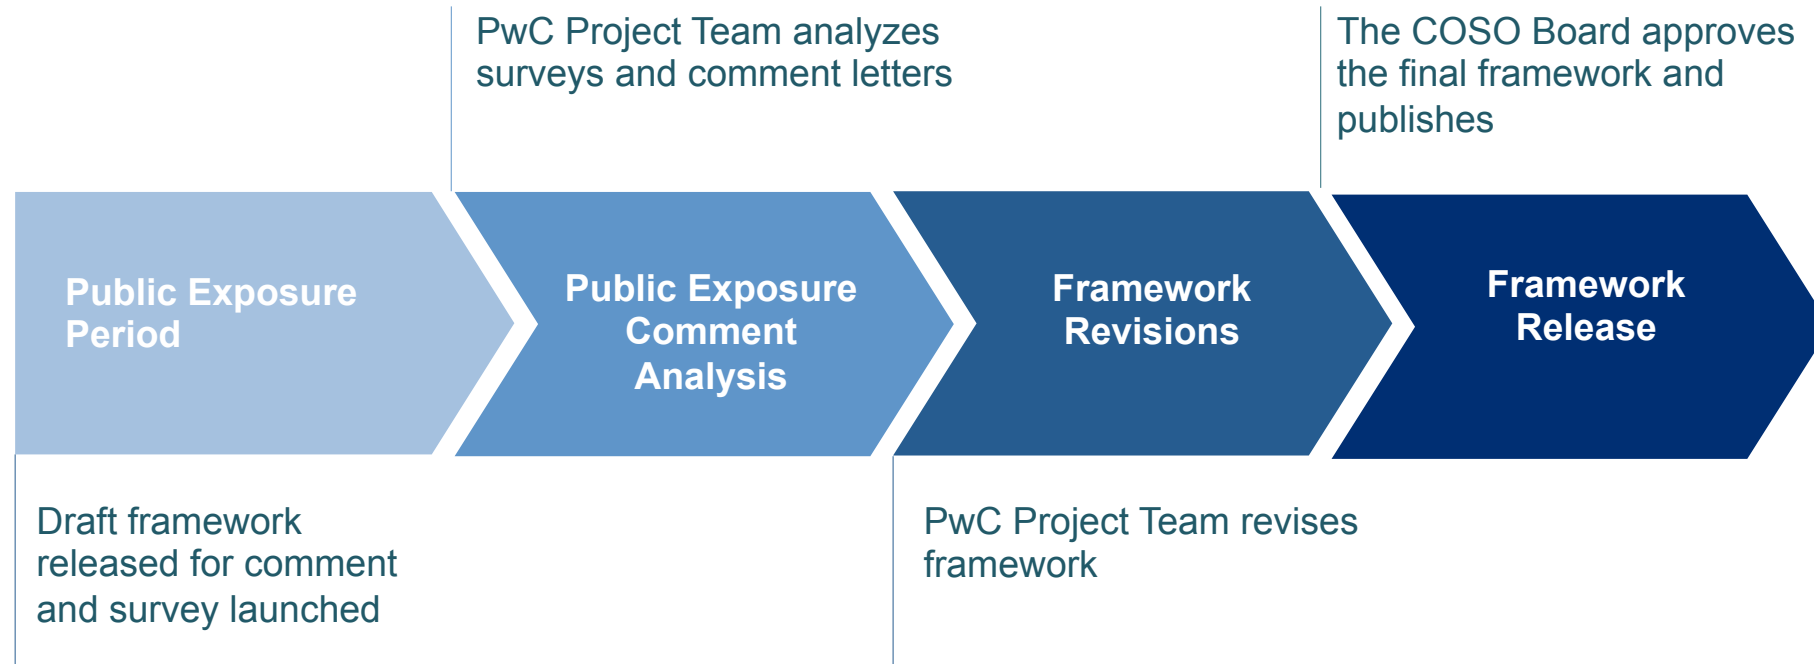 PwC Project Team analyzes
surveys and comment letters
The COSO Board approves
the final framework and
publishes
Public Exposure
Period
Public Exposure
Comment
Analysis
Framework
Revisions
Framework
Release
Draft framework
released for comment
and survey launched
PwC Project Team revises
framework